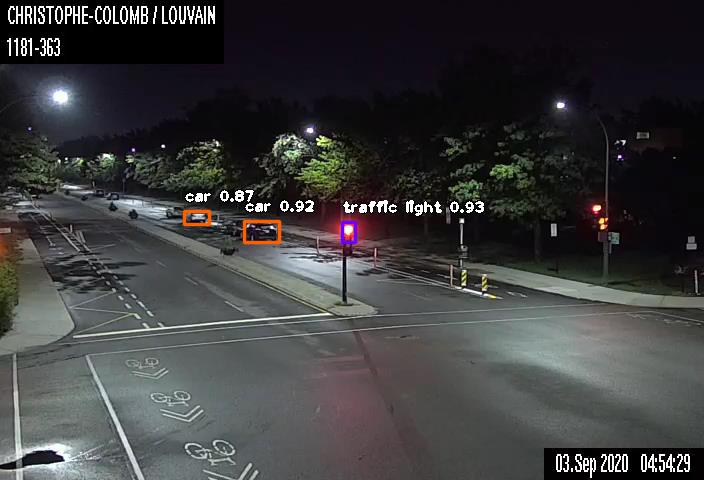 CHRISTOPHE-COLOMB / LOUVAIN
1181-363
car 0.87
car 0.92
traffic light 0.93
03.Sep 2020 04:54:29